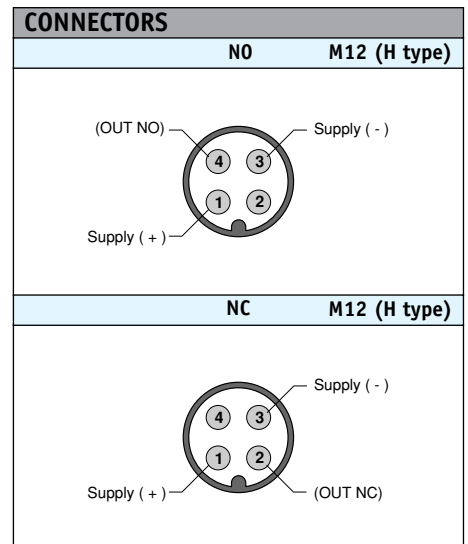 CONNECTORS
NO M12 (H type)
(OUT NO) Supply ( - )
4 3
1 2
Supply ( + )
NC M12 (H type)
Supply ( - )
4 3
1 2
Supply ( + ) (OUT NC)